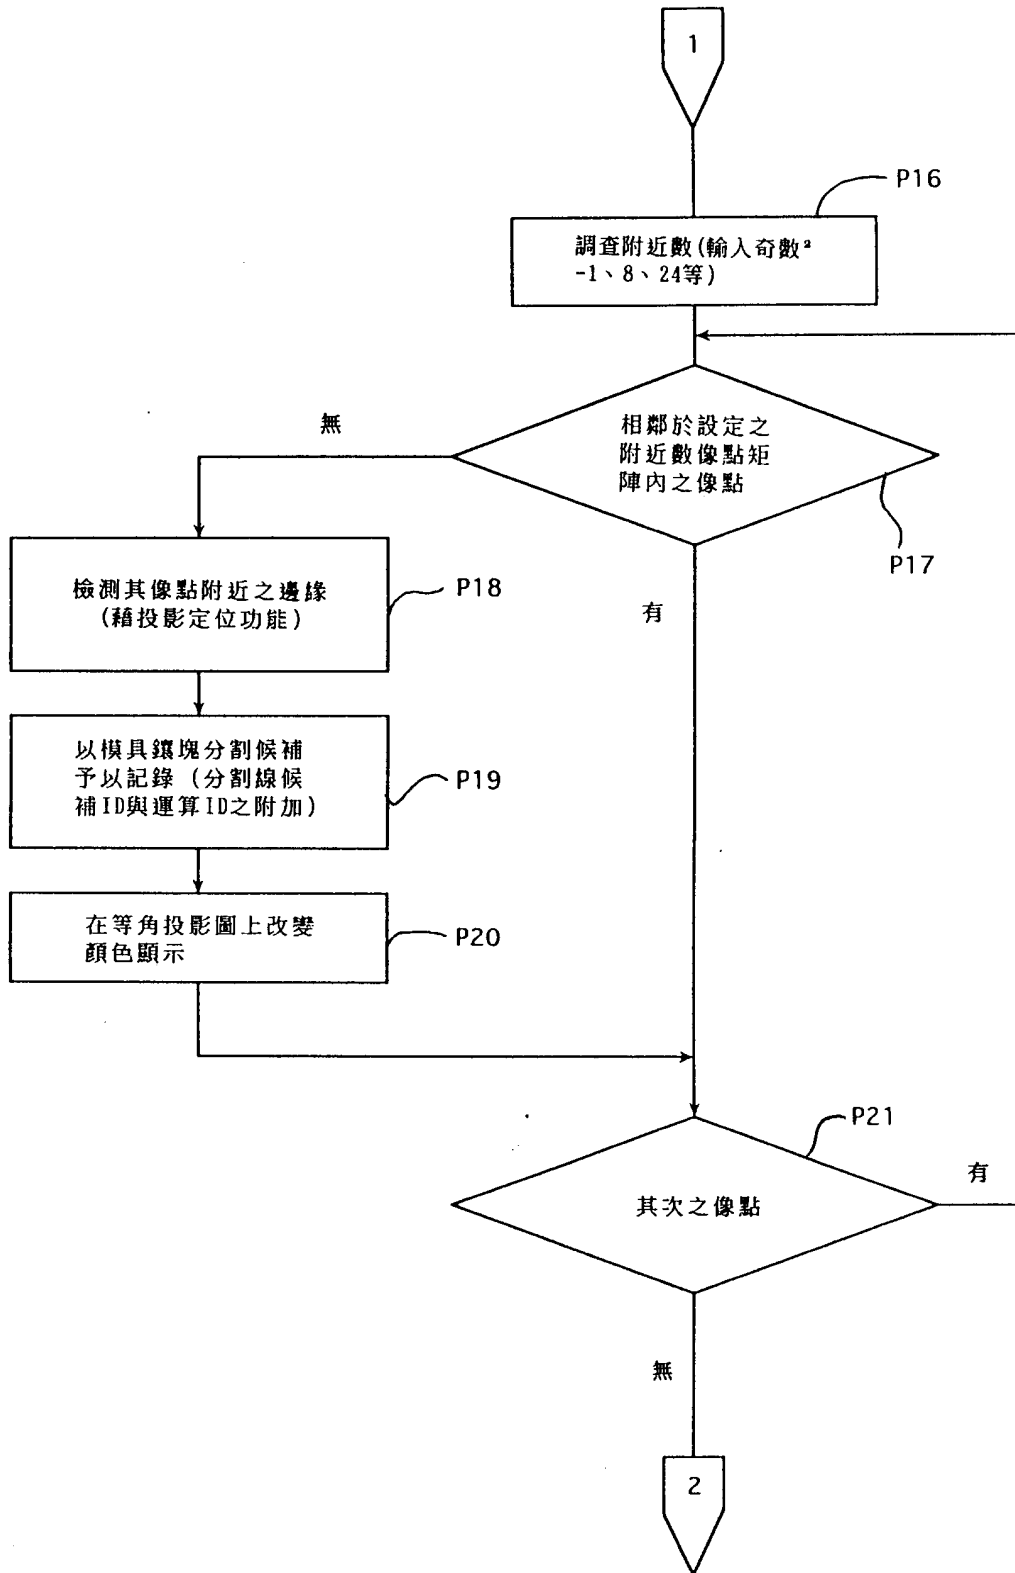 1
P16
調查附近數(輸入奇數²
-1、8、24等)
無
相鄰於設定之
附近數像點矩
陣內之像點
P17
檢測其像點附近之邊緣
(藉投影定位功能)
P18
有
以模具鑲塊分割候補
予以記錄 (分割線候
補ID與運算ID之附加)
P19
在等角投影圖上改變
顏色顯示
P20
P21
有
其次之像點
無
2